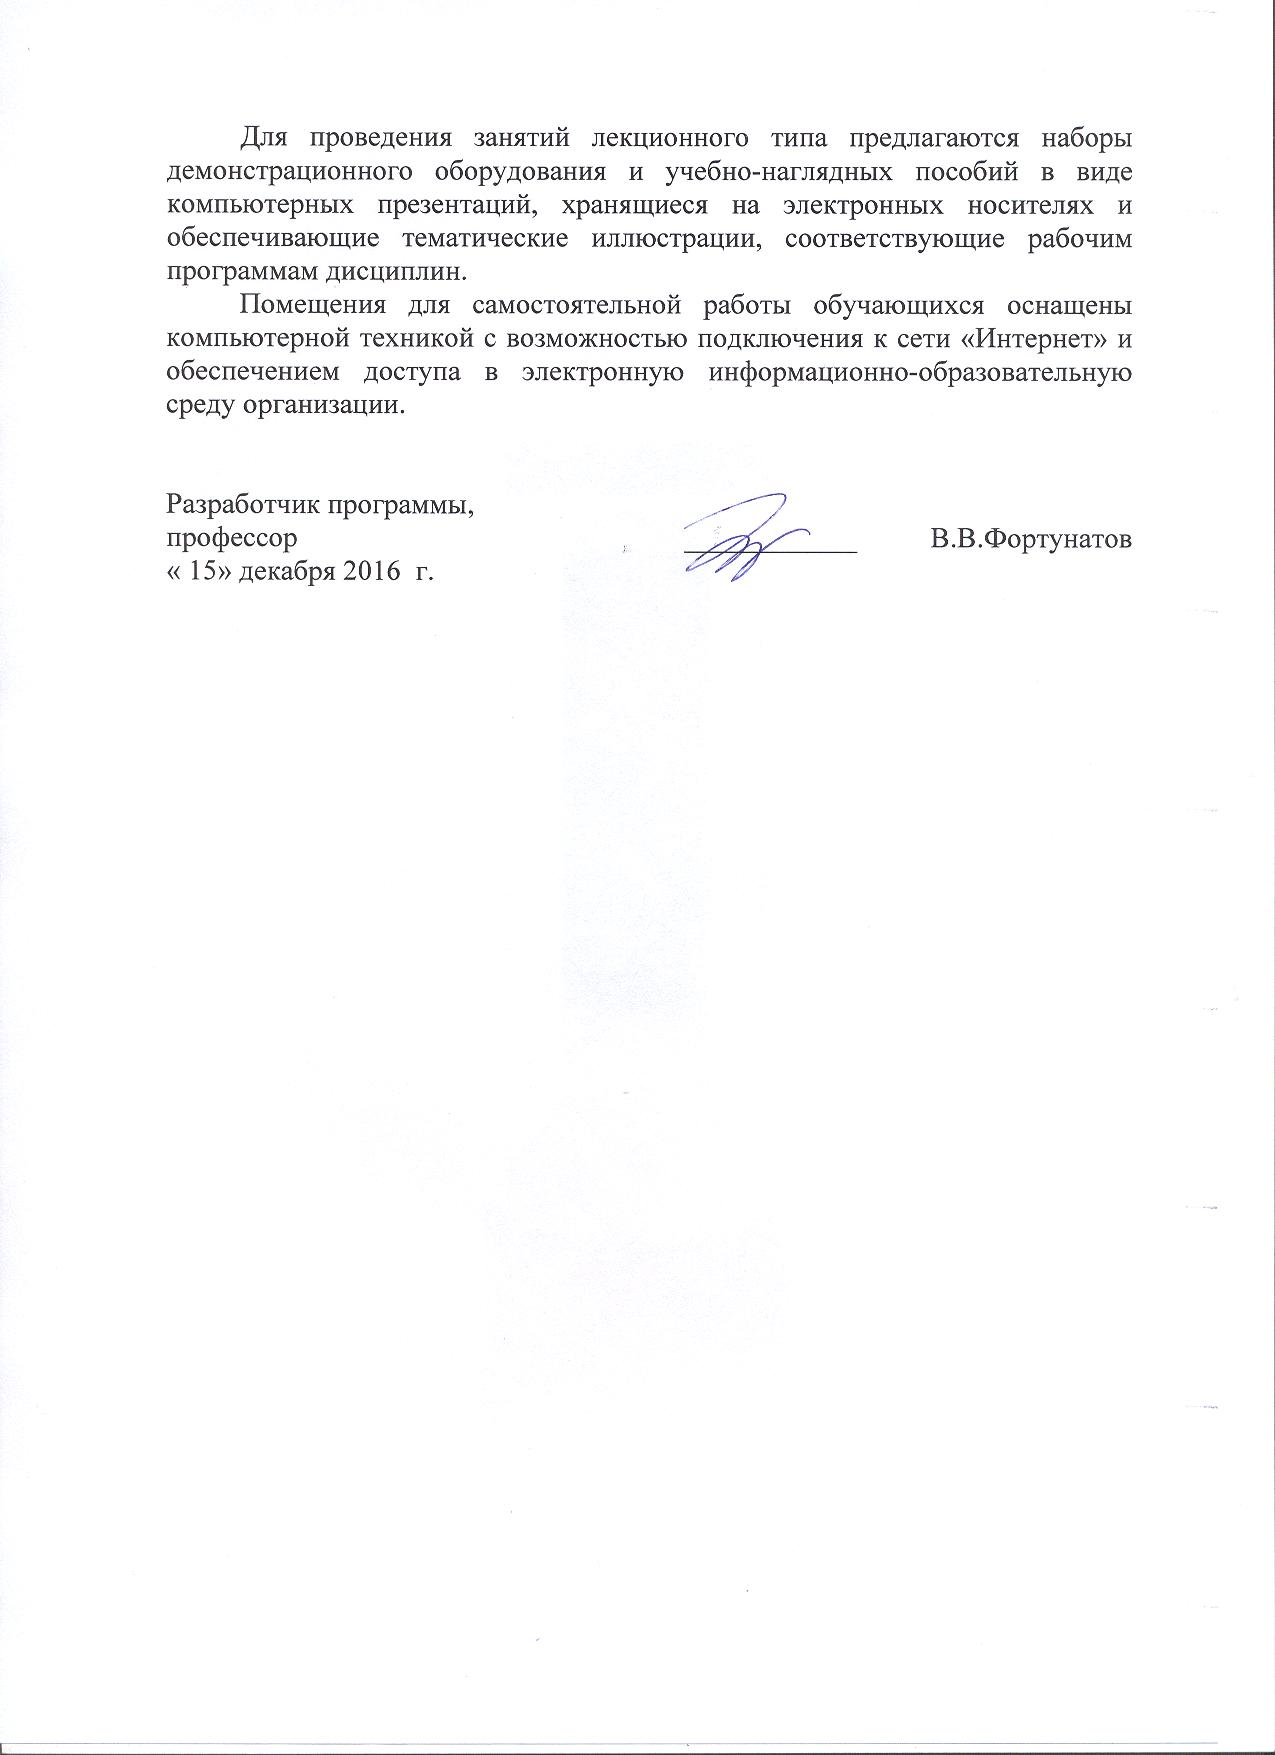 Для проведения занятий лекционного типа предлагаются наборы
демонстрационного оборудования и учебно-наглядных пособий в виде
компьютерных презентаций, хранящиеся на электронных носителях и
обеспечивающие тематические иллюстрации, соответствующие рабочим
программам дисциплин.
Помещения для самостоятельной работы обучающихся оснащены
компьютерной техникой с возможностью подключения к сети «Интернет» и
обеспечением доступа в электронную информационно-образовательную
среду организации.
Разработчик программы,
профессор В.В.Фортунатов
« 15» декабря 2016 г.